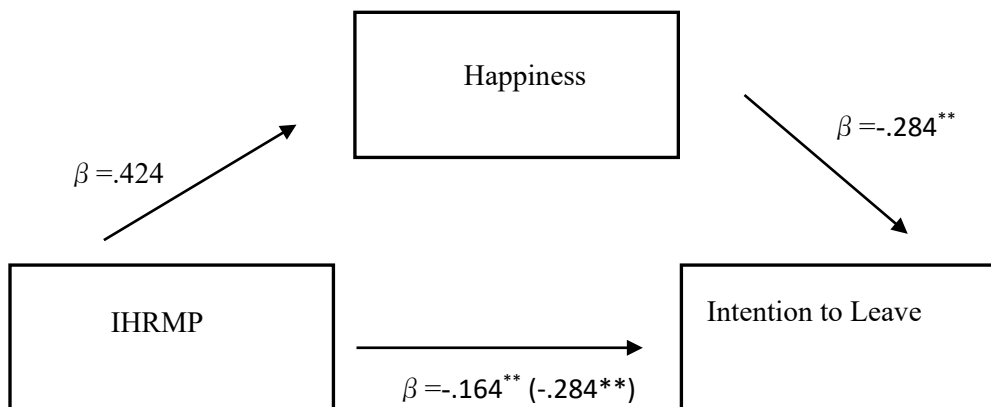 Happiness
β =-.284**
β =.424
IHRMP
Intention to Leave
β =-.164** (-.284**)